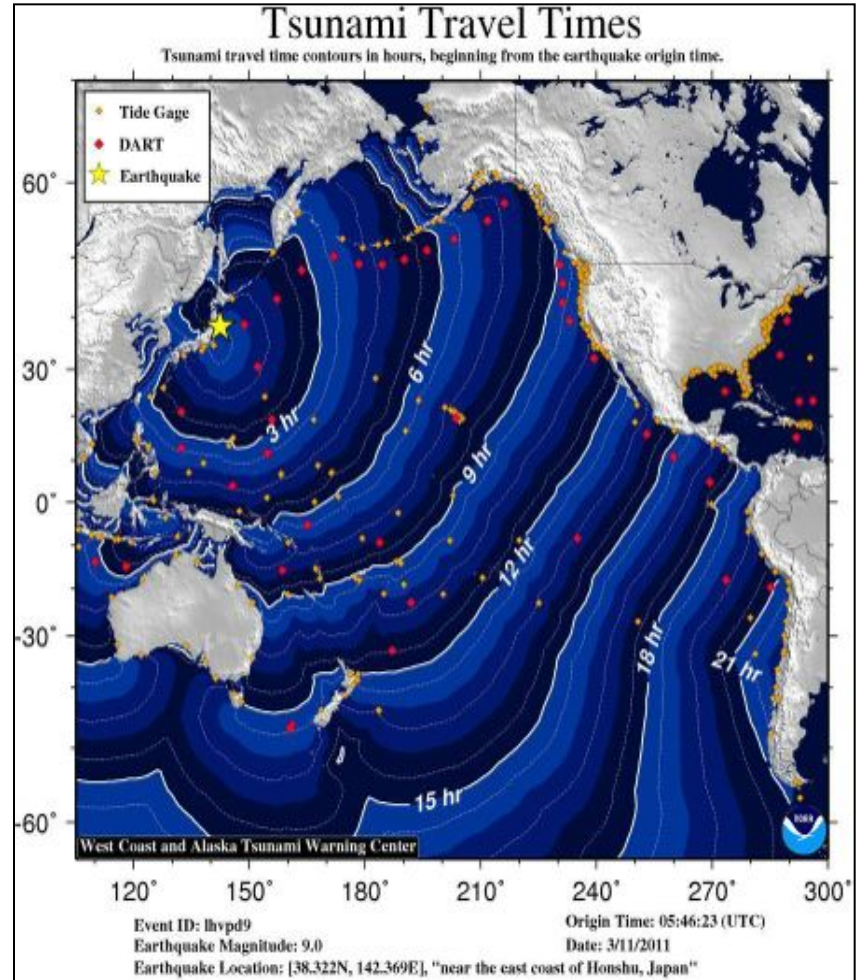 Tsunami Travel Times
Tsunami travel time contours in hours, beginning from the earthquake origin time.
Tide Gage
DART
Earthquake
60°
30°
0°
-30°
-60°
3 hr
6 hr
9 hr
12 hr
15 hr
18 hr
21 hr
NOAA
West Coast and Alaska Tsunami Warning Center
120° 150° 180° 210° 240° 270° 300°
Event ID: lhvpd9
Origin Time: 05:46:23 (UTC)
Earthquake Magnitude: 9.0
Date: 3/11/2011
Earthquake Location: [38.322N, 142.369E], "near the east coast of Honshu, Japan"